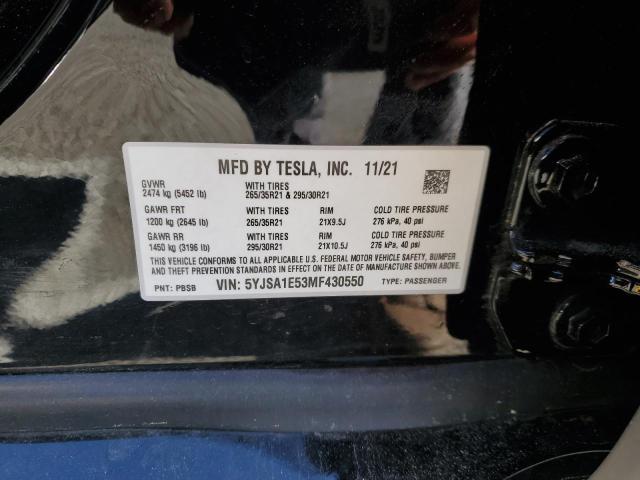 MFD BY TESLA, INC. 11/21
GVWR WITH TIRES
2474 kg (5452 lb) 265/35R21 & 295/30R21
GAWR FRT WITH TIRES RIM COLD TIRE PRESSURE
1200 kg (2645 lb) 265/35R21 21X9.5J 276 kPa, 40 psi
GAWR RR WITH TIRES RIM COLD TIRE PRESSURE
1450 kg (3196 lb) 295/30R21 21X10.5J 276 kPa, 40 psi
THIS VEHICLE CONFORMS TO ALL APPLICABLE U.S. FEDERAL MOTOR VEHICLE SAFETY, BUMPER
AND THEFT PREVENTION STANDARDS IN EFFECT ON THE DATE OF MANUFACTURE SHOWN ABOVE.
PNT: PBSB VIN: 5YJSA1E53MF430550 TYPE: PASSENGER